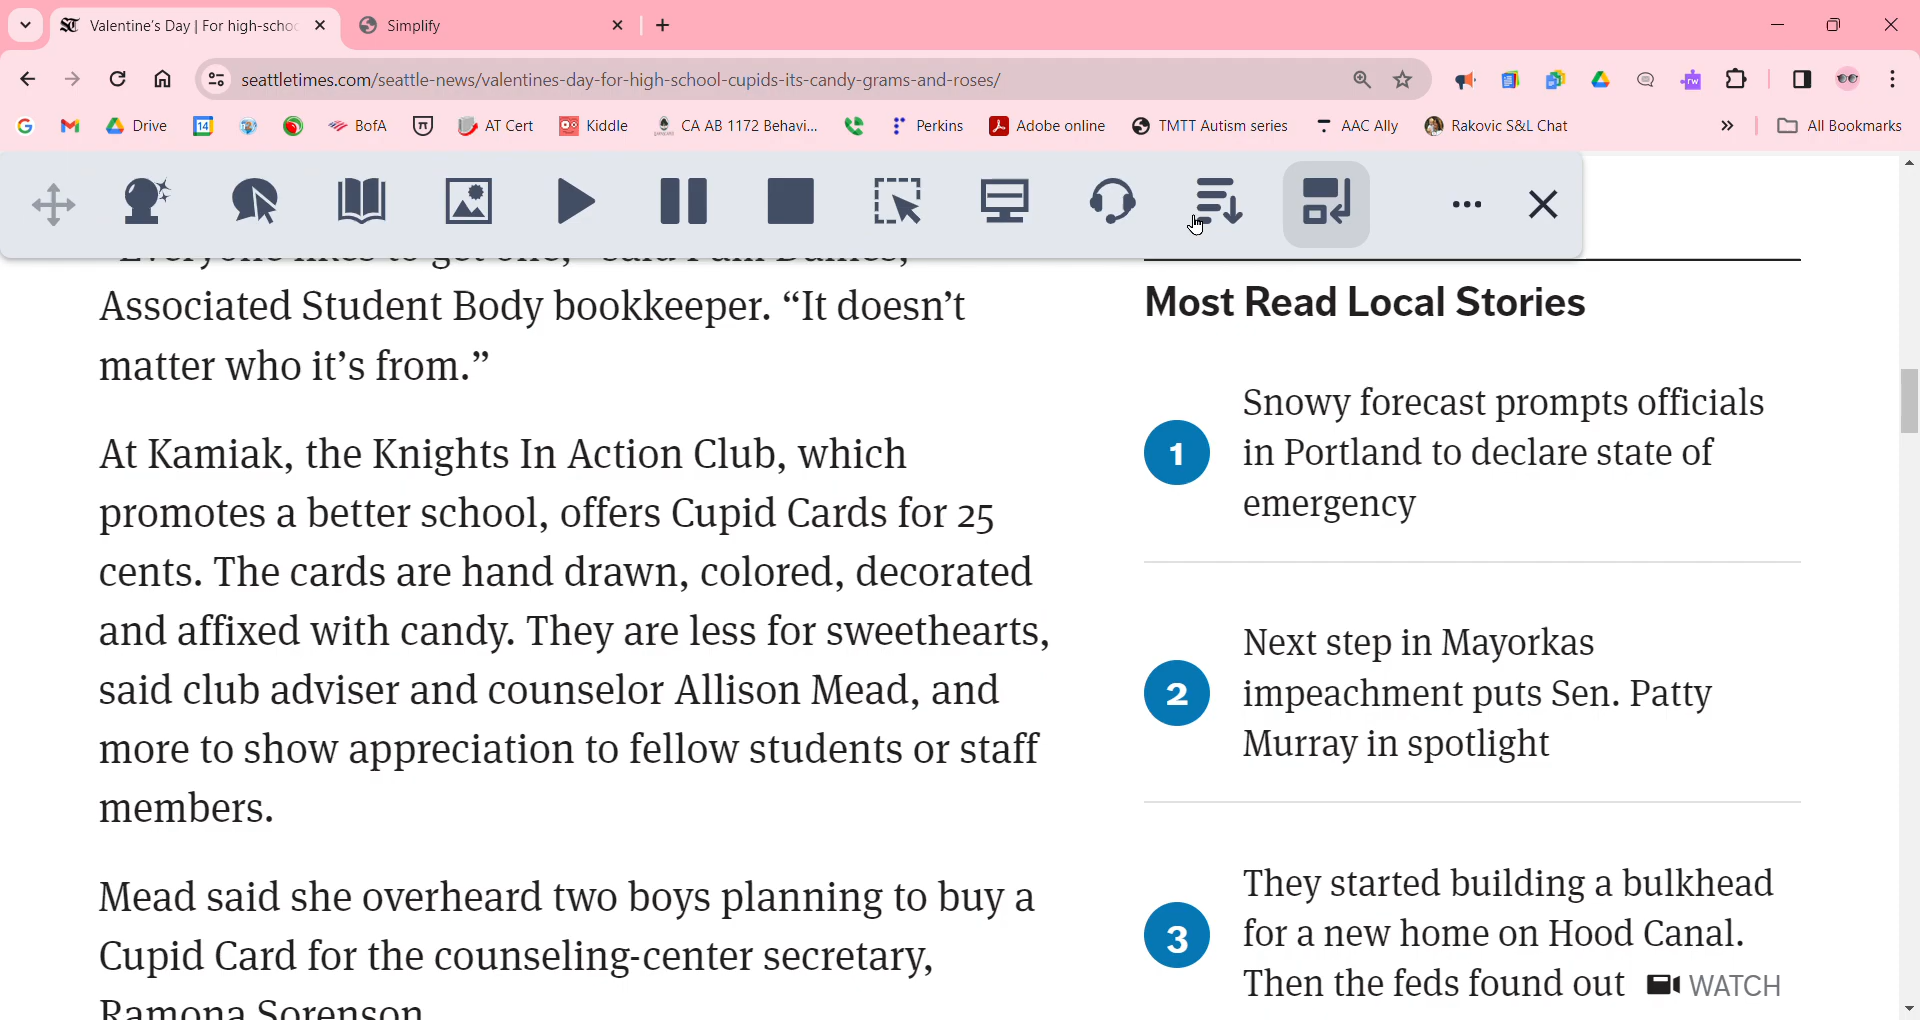 Valentine's Day | For high-schoo
Simplify
seattletimes.com/seattle-news/valentines-day-for-high-school-cupids-its-candy-grams-and-roses/
Drive
14
BofA
AT Cert
Kiddle
CA AB 1172 Behavi...
Perkins
Adobe online
TMTT Autism series
AAC Ally
Rakovic S&L Chat
All Bookmarks
Associated Student Body bookkeeper. “It doesn’t
matter who it’s from.”
At Kamiak, the Knights In Action Club, which
promotes a better school, offers Cupid Cards for 25
cents. The cards are hand drawn, colored, decorated
and affixed with candy. They are less for sweethearts,
said club adviser and counselor Allison Mead, and
more to show appreciation to fellow students or staff
members.
Mead said she overheard two boys planning to buy a
Cupid Card for the counseling-center secretary,
Ramona Sorenson
Most Read Local Stories
1
Snowy forecast prompts officials
in Portland to declare state of
emergency
2
Next step in Mayorkas
impeachment puts Sen. Patty
Murray in spotlight
3
They started building a bulkhead
for a new home on Hood Canal.
Then the feds found out WATCH